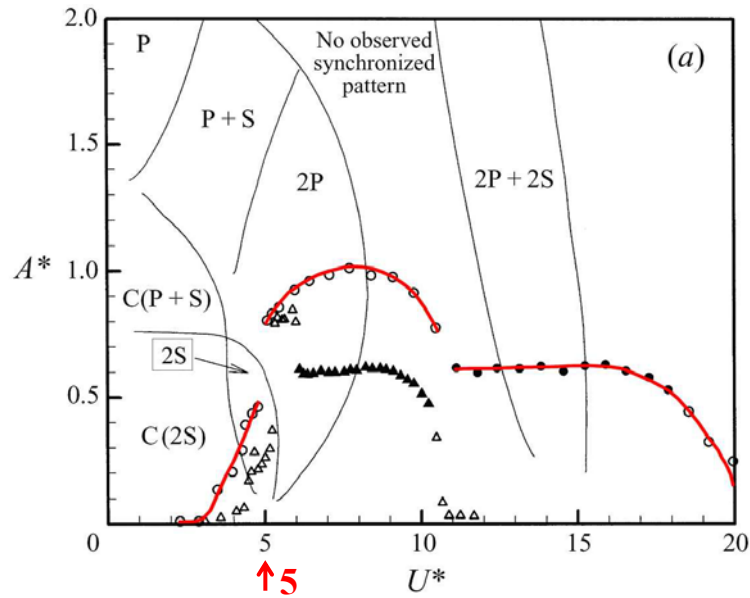 2.0
P
No observed
synchronized
pattern
(a)
P + S
1.5
2P
2P + 2S
A*
1.0
C(P + S)
2S
0.5
C(2S)
0
0
5
10
15
20
↑5
U*